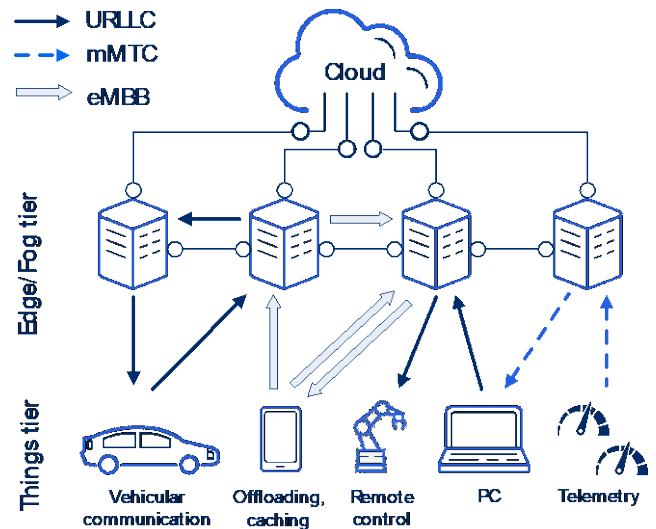 URLLC
mMTC
eMBB
Cloud
Edge/Fog tier
Things tier
Vehicular
communication
Offloading,
caching
Remote
control
PC
Telemetry